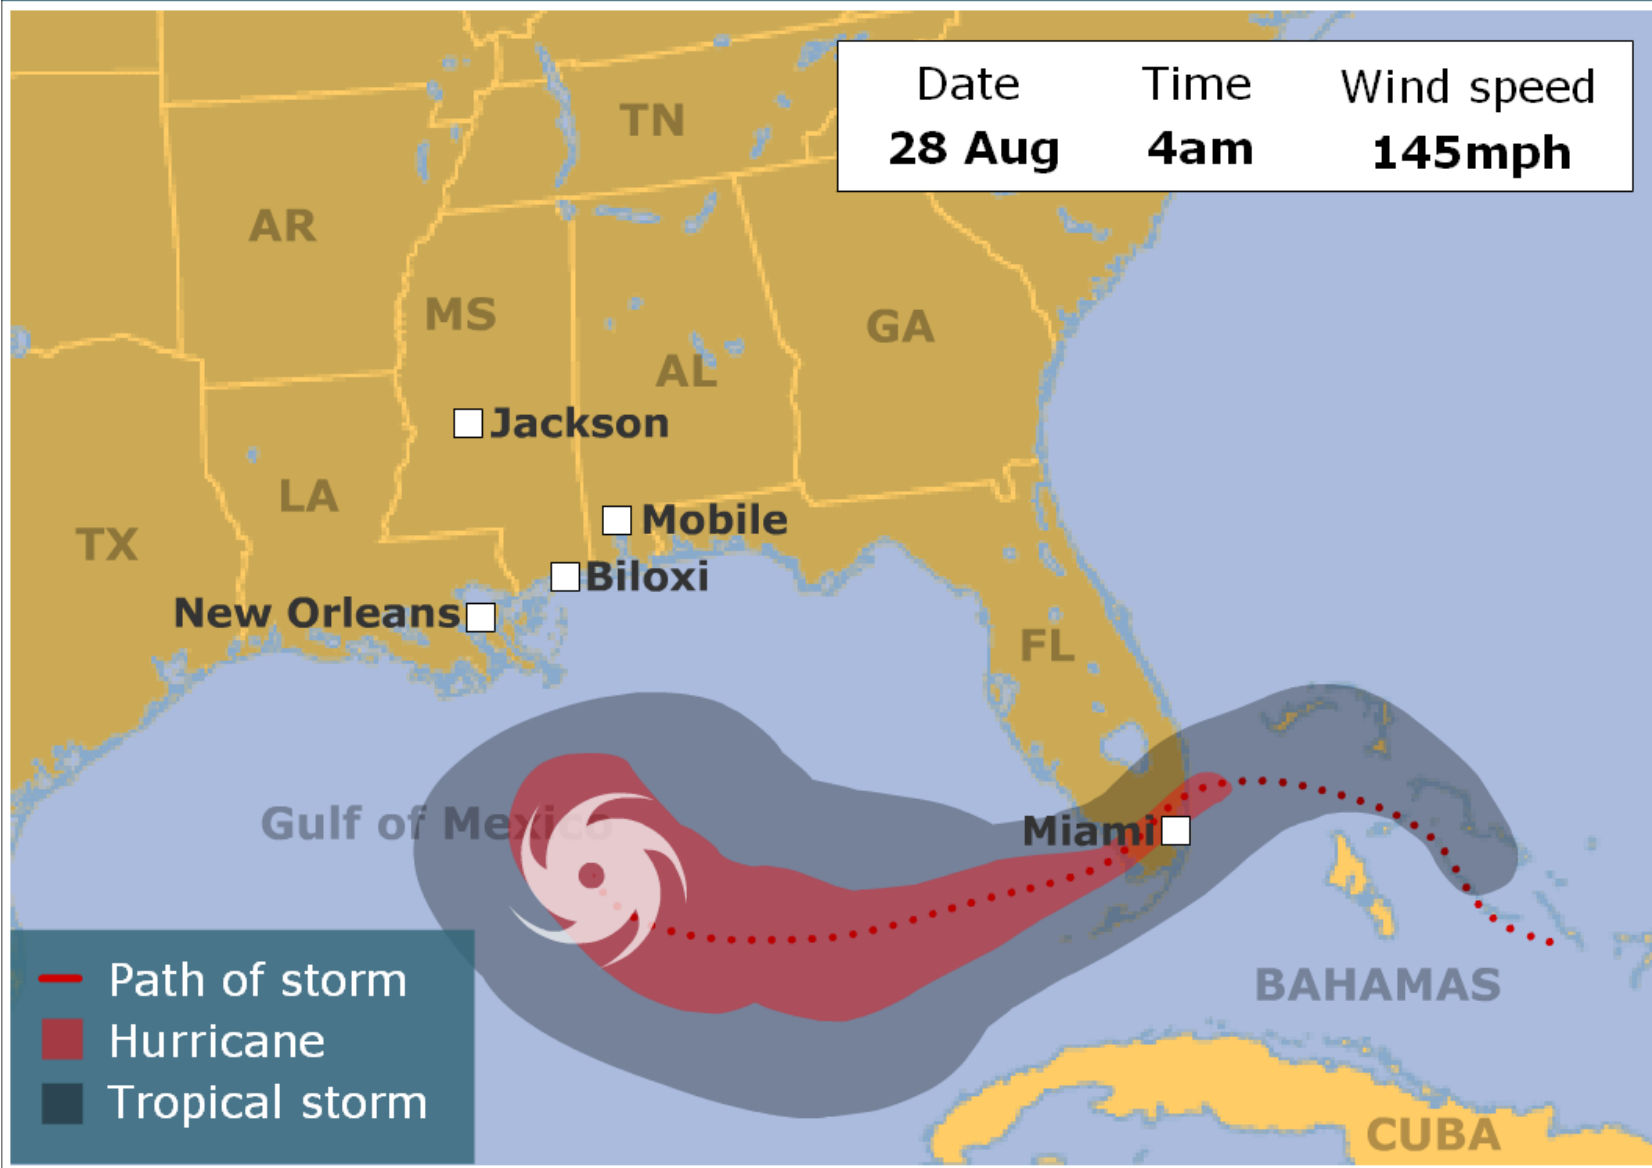 Date Time Wind speed
28 Aug 4am 145mph
TN
AR
MS
GA
AL
Jackson
LA
Mobile
TX
Biloxi
New Orleans
FL
Gulf of Mexico
Miami
BAHAMAS
Path of storm
Hurricane
Tropical storm
CUBA